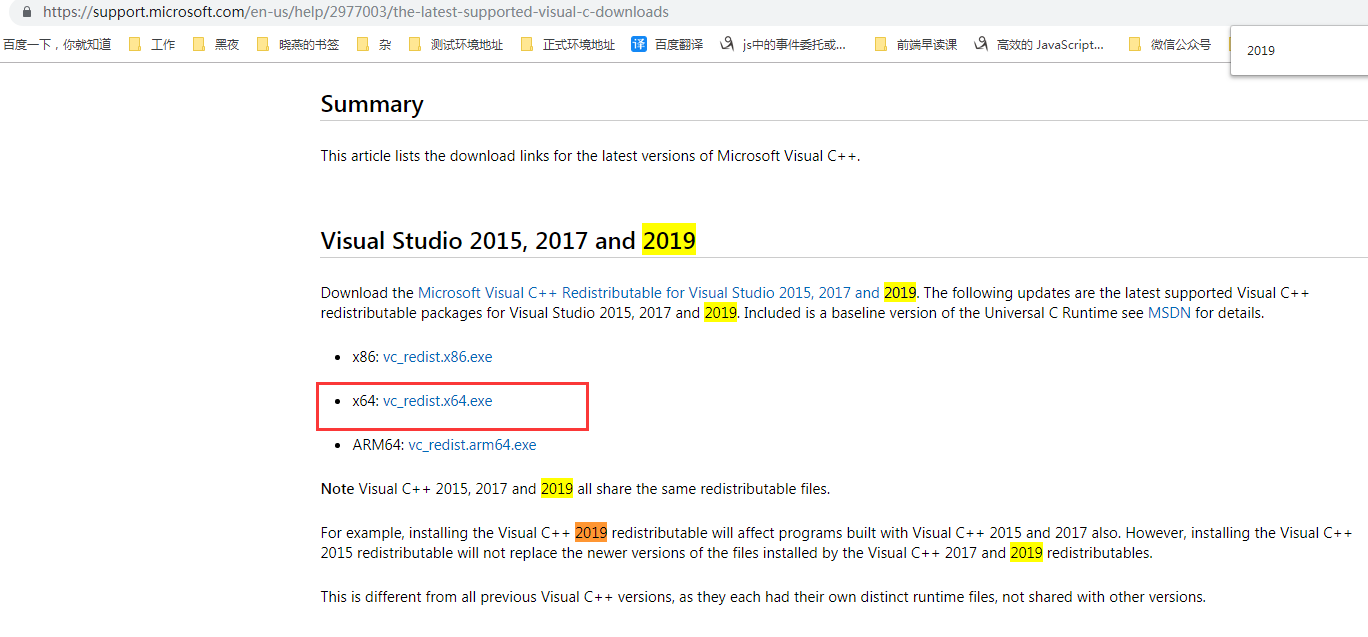 https://support.microsoft.com/en-us/help/2977003/the-latest-supported-visual-c-downloads
百度一下，你就知道 工作 黑夜 晓燕的书签 杂 测试环境地址 正式环境地址 译 百度翻译 js中的事件委托或... 前端早读课 高效的 JavaScript... 微信公众号
2019
Summary
This article lists the download links for the latest versions of Microsoft Visual C++.
Visual Studio 2015, 2017 and 2019
Download the Microsoft Visual C++ Redistributable for Visual Studio 2015, 2017 and 2019. The following updates are the latest supported Visual C++
redistributable packages for Visual Studio 2015, 2017 and 2019. Included is a baseline version of the Universal C Runtime see MSDN for details.
• x86: vc_redist.x86.exe
• x64: vc_redist.x64.exe
• ARM64: vc_redist.arm64.exe
Note Visual C++ 2015, 2017 and 2019 all share the same redistributable files.
For example, installing the Visual C++ 2019 redistributable will affect programs built with Visual C++ 2015 and 2017 also. However, installing the Visual C++
2015 redistributable will not replace the newer versions of the files installed by the Visual C++ 2017 and 2019 redistributables.
This is different from all previous Visual C++ versions, as they each had their own distinct runtime files, not shared with other versions.